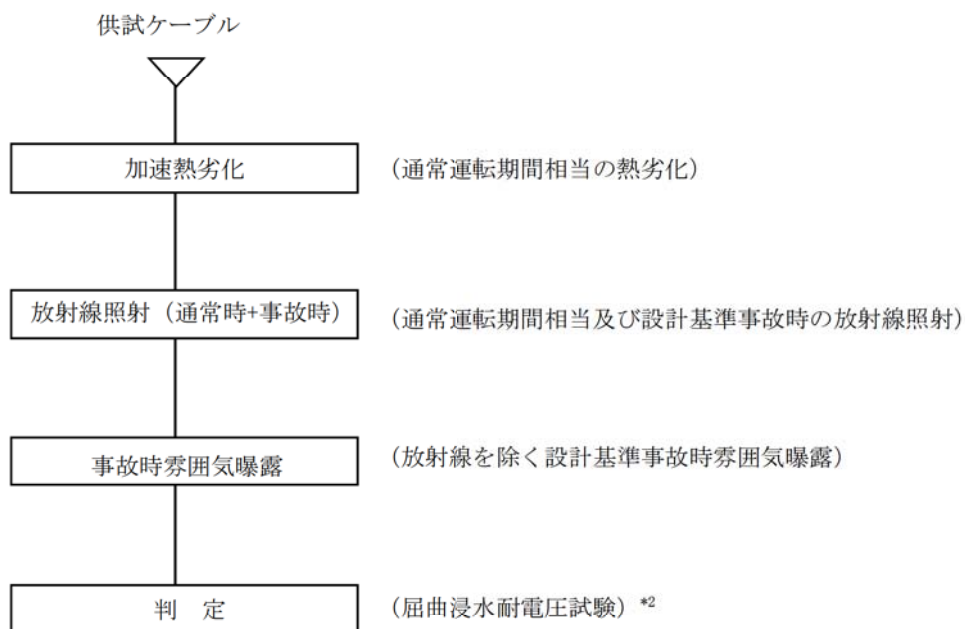 供試ケーブル
加速熱劣化 (通常運転期間相当の熱劣化)
放射線照射（通常時+事故時） (通常運転期間相当及び設計基準事故時の放射線照射)
事故時雰囲気曝露 (放射線を除く設計基準事故時雰囲気曝露)
判　定 (屈曲浸水耐電圧試験) *2